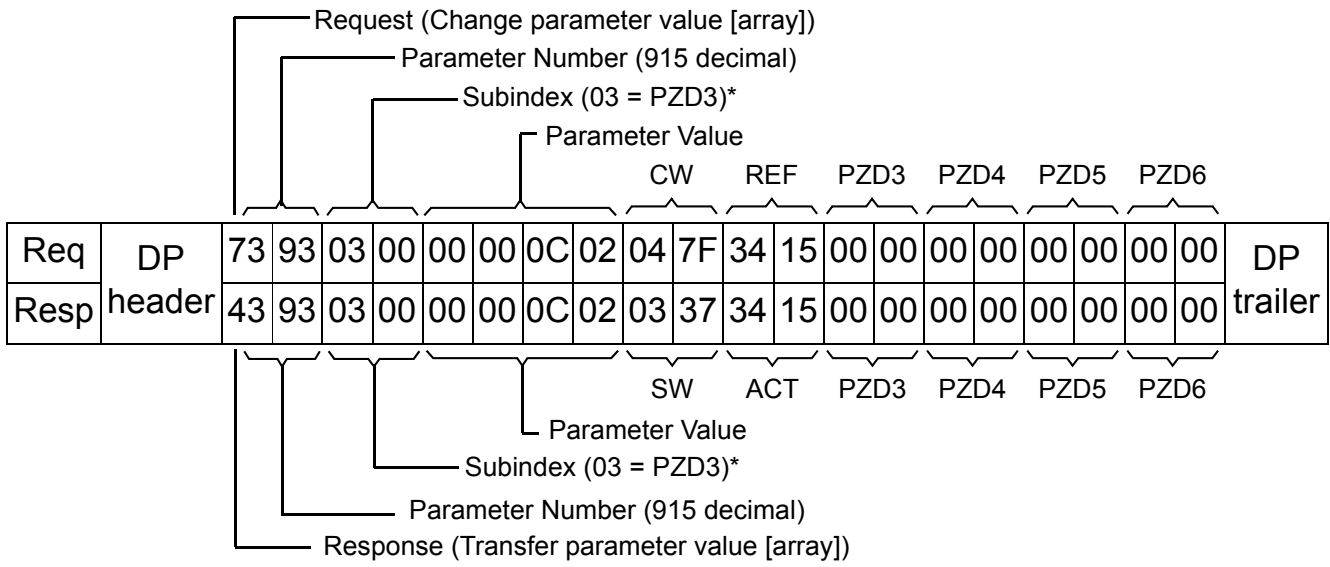 Request (Change parameter value [array])
Parameter Number (915 decimal)
Subindex (03 = PZD3)*
Parameter Value
CW REF PZD3 PZD4 PZD5 PZD6
Req DP header 73 93 03 00 00 00 0C 02 04 7F 34 15 00 00 00 00 00 00 00 00 DP trailer
Resp 43 93 03 00 00 00 0C 02 03 37 34 15 00 00 00 00 00 00 00 00
SW ACT PZD3 PZD4 PZD5 PZD6
Parameter Value
Subindex (03 = PZD3)*
Parameter Number (915 decimal)
Response (Transfer parameter value [array])